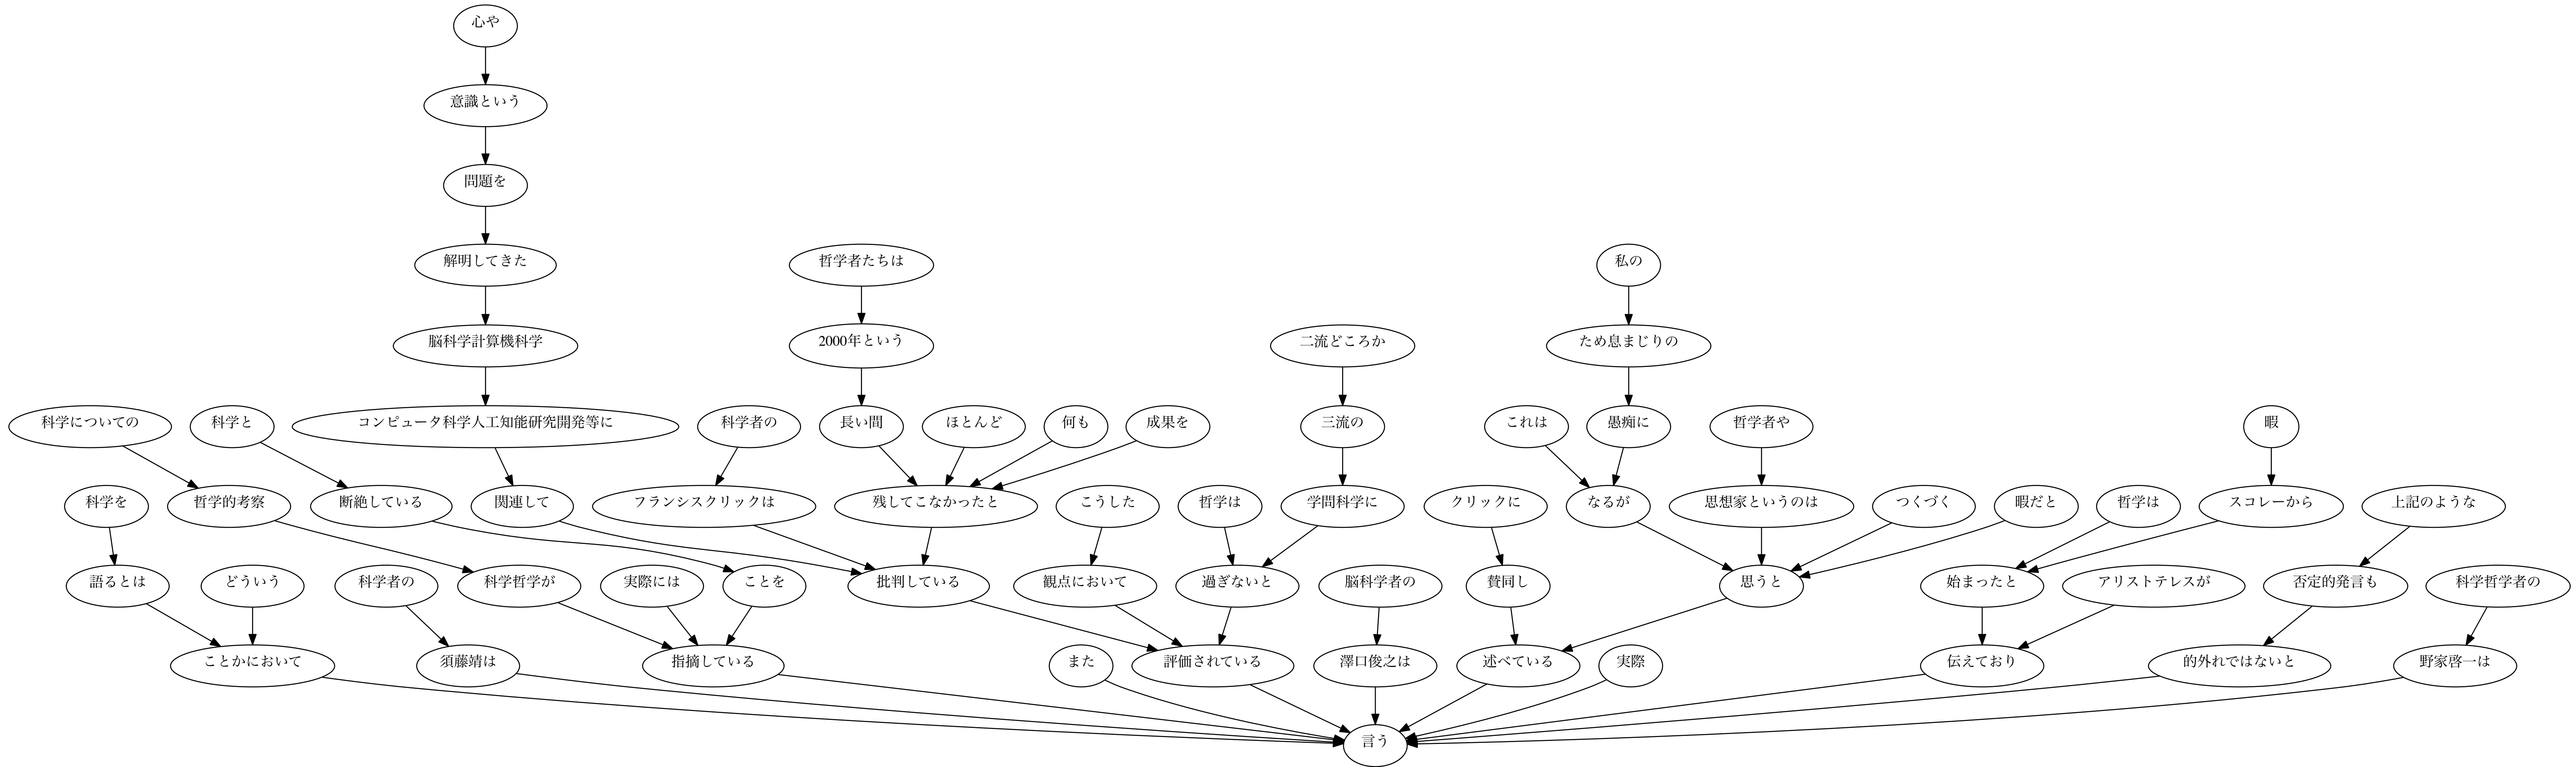 心や
意識という
問題を
解明してきた
哲学者たちは
私の
脳科学計算機科学
2000年という
二流どころか
ため息まじりの
科学についての
科学と
コンピュータ科学人工知能研究開発等に
科学者の
長い間
ほとんど
何も
成果を
三流の
これは
愚痴に
哲学者や
暇
科学を
哲学的考察
断絶している
関連して
フランシスクリックは
残してこなかったと
こうした
哲学は
学問科学に
クリックに
なるが
思想家というのは
つくづく
暇だと
哲学は
スコレーから
上記のような
語るとは
どういう
科学者の
科学哲学が
実際には
ことを
批判している
観点において
過ぎないと
脳科学者の
賛同し
思うと
始まったと
アリストテレスが
否定的発言も
科学哲学者の
ことかにおいて
須藤靖は
指摘している
また
評価されている
澤口俊之は
述べている
実際
伝えており
的外れではないと
野家啓一は
言う